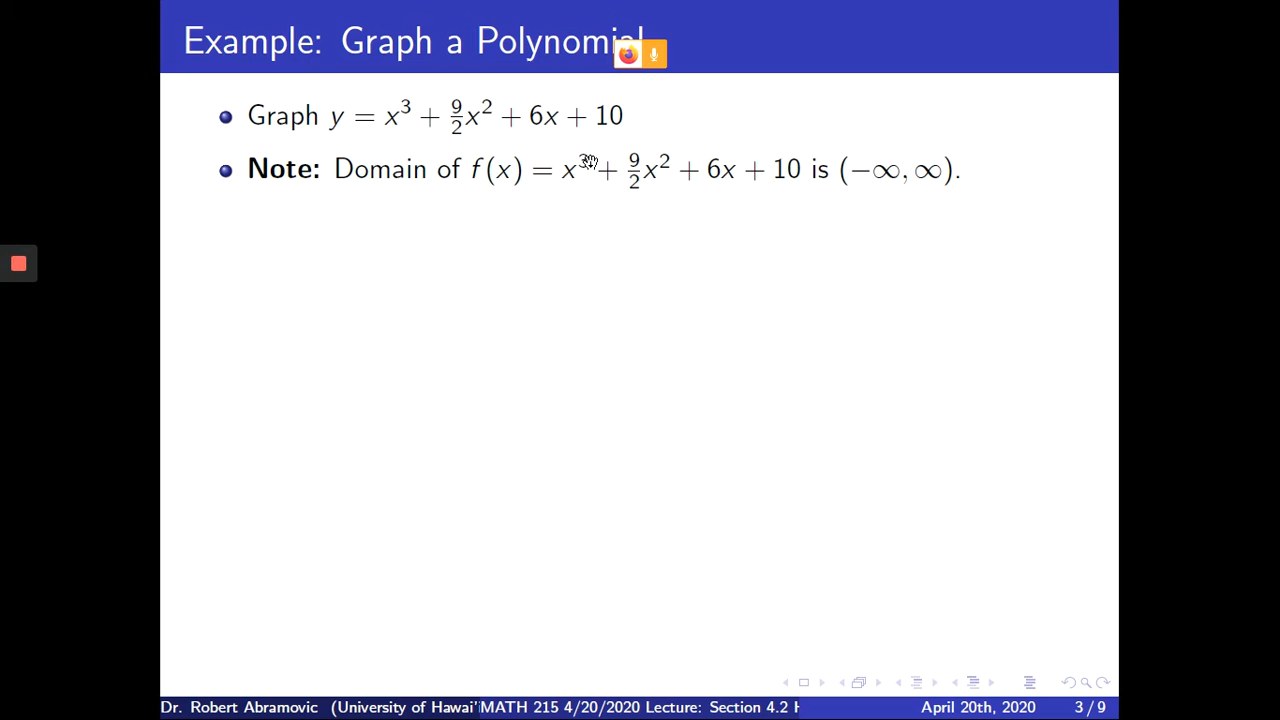 Example: Graph a Polynomial
Graph y = x³ + 9/2 x² + 6x + 10
Note: Domain of f(x) = x³ + 9/2 x² + 6x + 10 is (−∞, ∞).
Dr. Robert Abramovic (University of Hawai'i MATH 215 4/20/2020 Lecture: Section 4.2 April 20th, 2020 3 / 9